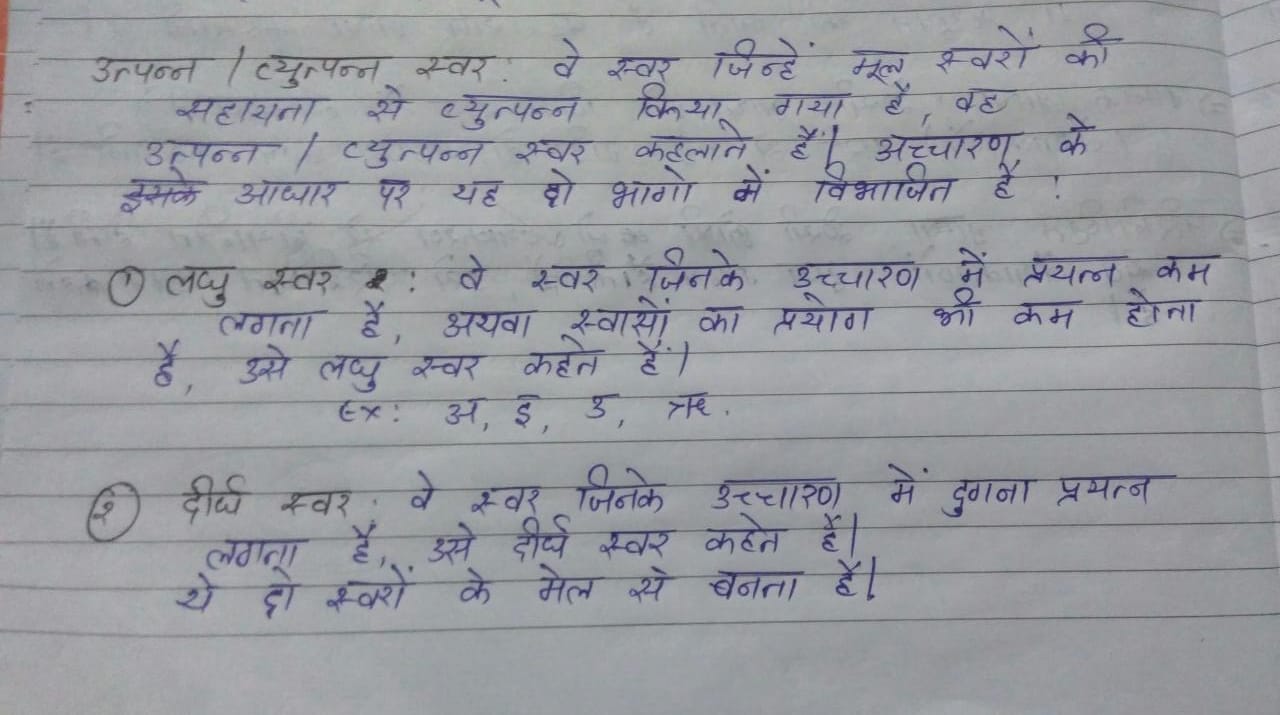 उत्पन्न / व्युत्पन्न स्वर : वे स्वर जिन्हें मूल स्वरों की
सहायता से व्युत्पन्न किया गया है, वह
उत्पन्न / व्युत्पन्न स्वर कहलाते हैं। अच्चारण के
इसके आधार पर यह दो भागो में विभाजित है :
① लघु स्वर : वे स्वर जिनके उच्चारण में प्रयत्न कम
लगता है, अथवा स्वासों का प्रयोग भी कम होता
है, उसे लघु स्वर कहते हैं।
Ex : अ, इ, उ, ऋ.
② दीर्घ स्वर : वे स्वर जिनके उच्चारण में दुगना प्रयत्न
लगता है, उसे दीर्घ स्वर कहते हैं।
ये दो स्वरों के मेल से बनता है।